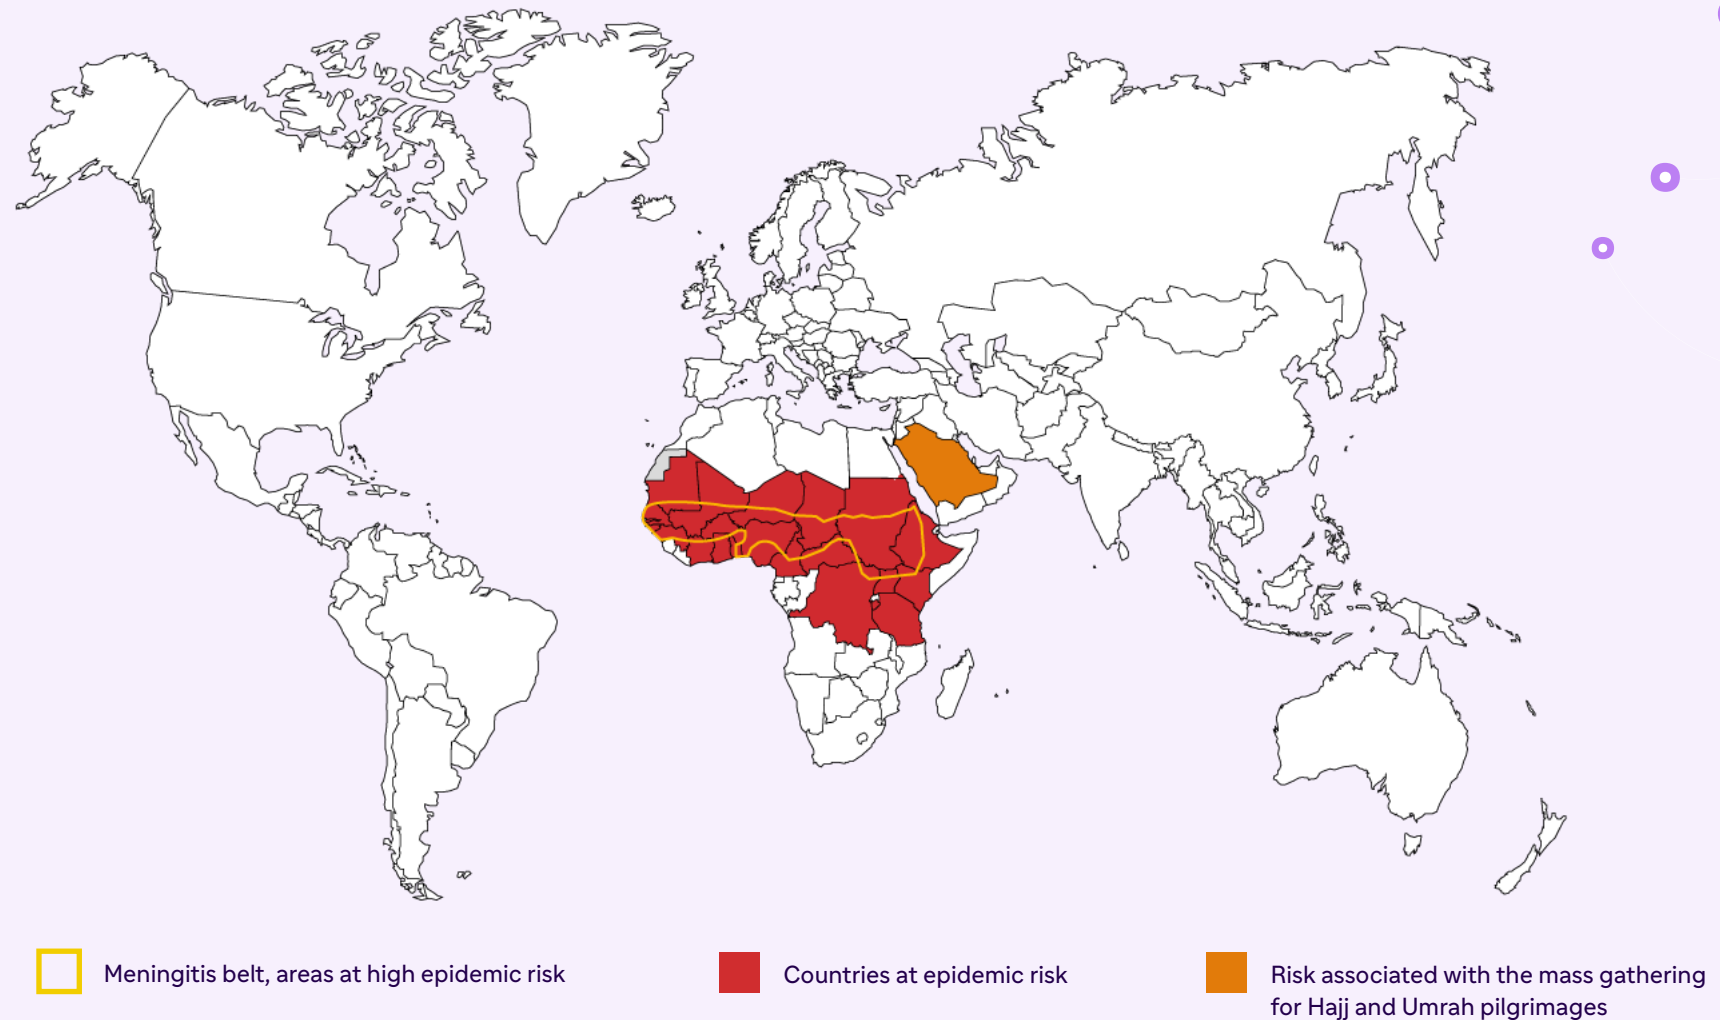 Meningitis belt, areas at high epidemic risk
Countries at epidemic risk
Risk associated with the mass gathering
for Hajj and Umrah pilgrimages